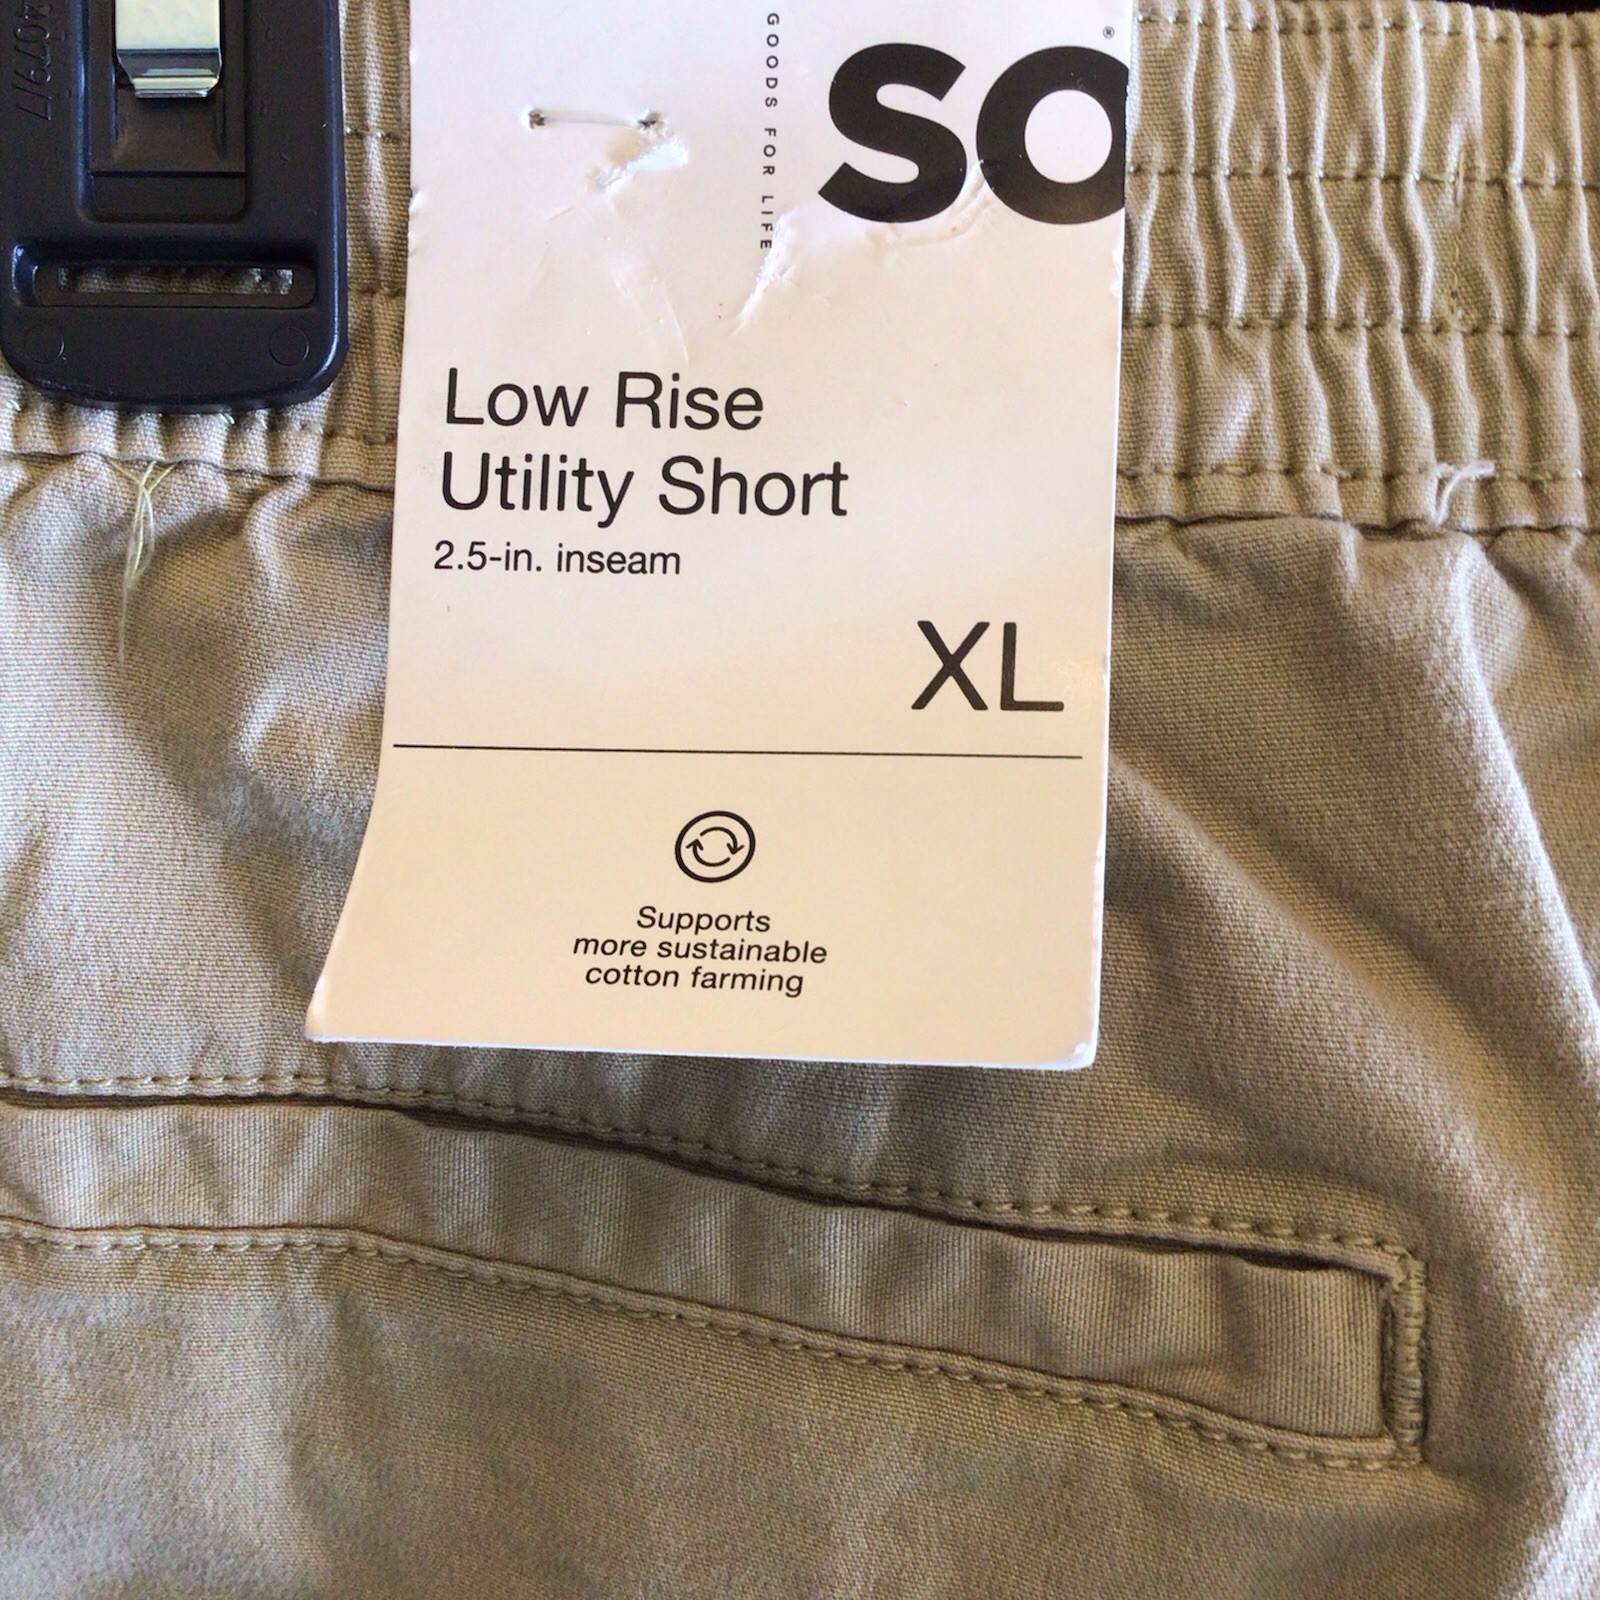 GOODS FOR LIFE
SO®
Low Rise
Utility Short
2.5-in. inseam
XL
Supports
more sustainable
cotton farming